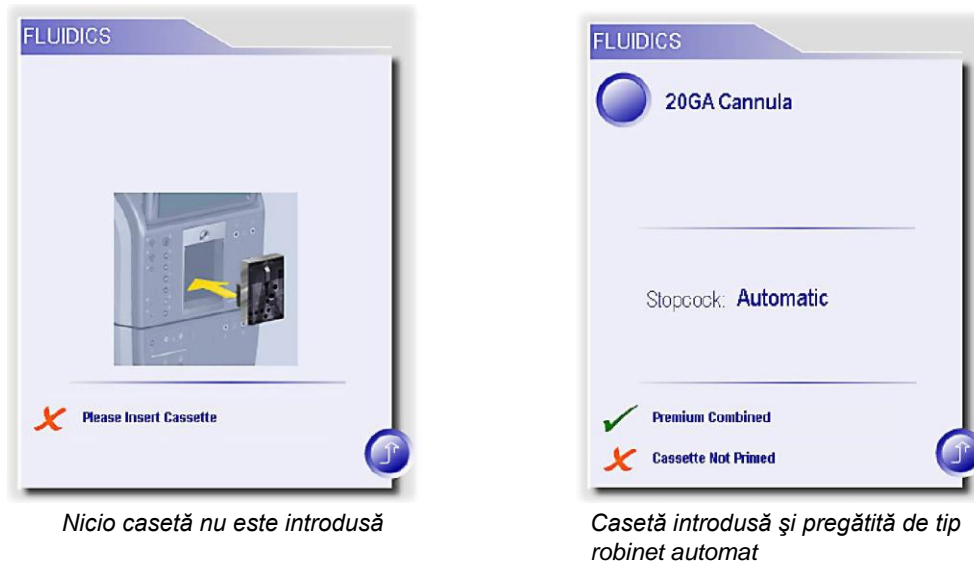 FLUIDICS
Please Insert Cassette
Nicio casetă nu este introdusă
FLUIDICS
20GA Cannula
Stopcock: Automatic
Premium Combined
Cassette Not Primed
Casetă introdusă şi pregătită de tip
robinet automat